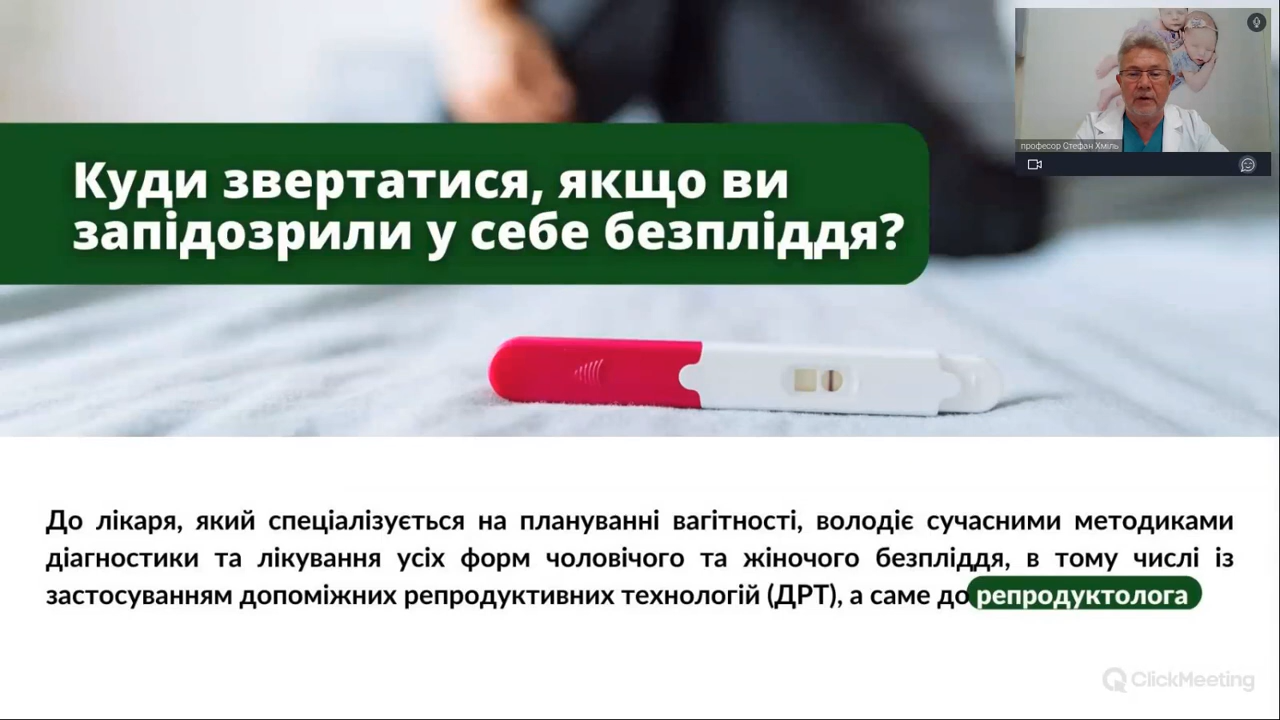 професор Стефан Хміль
Куди звертатися, якщо ви
запідозрили у себе безпліддя?
До лікаря, який спеціалізується на плануванні вагітності, володіє сучасними методиками
діагностики та лікування усіх форм чоловічого та жіночого безпліддя, в тому числі із
застосуванням допоміжних репродуктивних технологій (ДРТ), а саме до репродуктолога
ClickMeeting